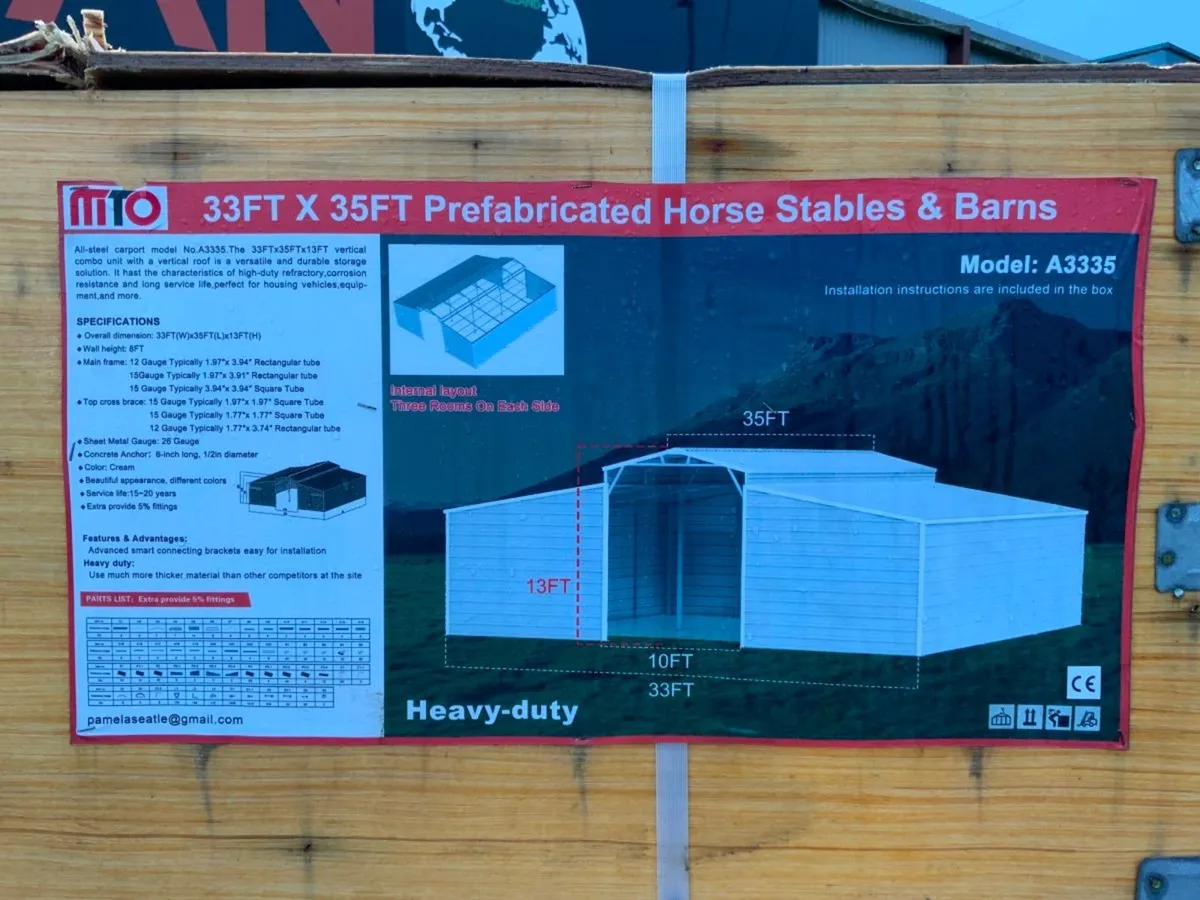 AN
MTO
33FT X 35FT Prefabricated Horse Stables & Barns
All-steel carport model No.A3335.The 33FTx35FTx13FT vertical
combo unit with a vertical roof is a versatile and durable storage
solution. It hast the characteristics of high-duty refractory,corrosion
resistance and long service life,perfect for housing vehicles,equip-
ment,and more.
SPECIFICATIONS
◆ Overall dimension: 33FT(W)x35FT(L)x13FT(H)
◆ Wall height: 8FT
◆ Main frame: 12 Gauge Typically 1.97"x 3.94" Rectangular tube
15Gauge Typically 1.97"x 3.91" Rectangular tube
15 Gauge Typically 3.94"x 3.94" Square Tube
◆ Top cross brace: 15 Gauge Typically 1.97"x 1.97" Square Tube
15 Gauge Typically 1.77"x 1.77" Square Tube
12 Gauge Typically 1.77"x 3.74" Rectangular tube
◆ Sheet Metal Gauge: 26 Gauge
◆ Concrete Anchor: 6-inch long, 1/2in diameter
◆ Color: Cream
◆ Beautiful appearance, different colors
◆ Service life:15~20 years
◆ Extra provide 5% fittings
Features & Advantages:
Advanced smart connecting brackets easy for installation
Heavy duty:
Use much more thicker material than other competitors at the site
PARTS LIST: Extra provide 5% fittings
pamelaseatle@gmail.com
Internal layout
Three Rooms On Each Side
Model: A3335
Installation instructions are included in the box
35FT
13FT
10FT
33FT
Heavy-duty
CE